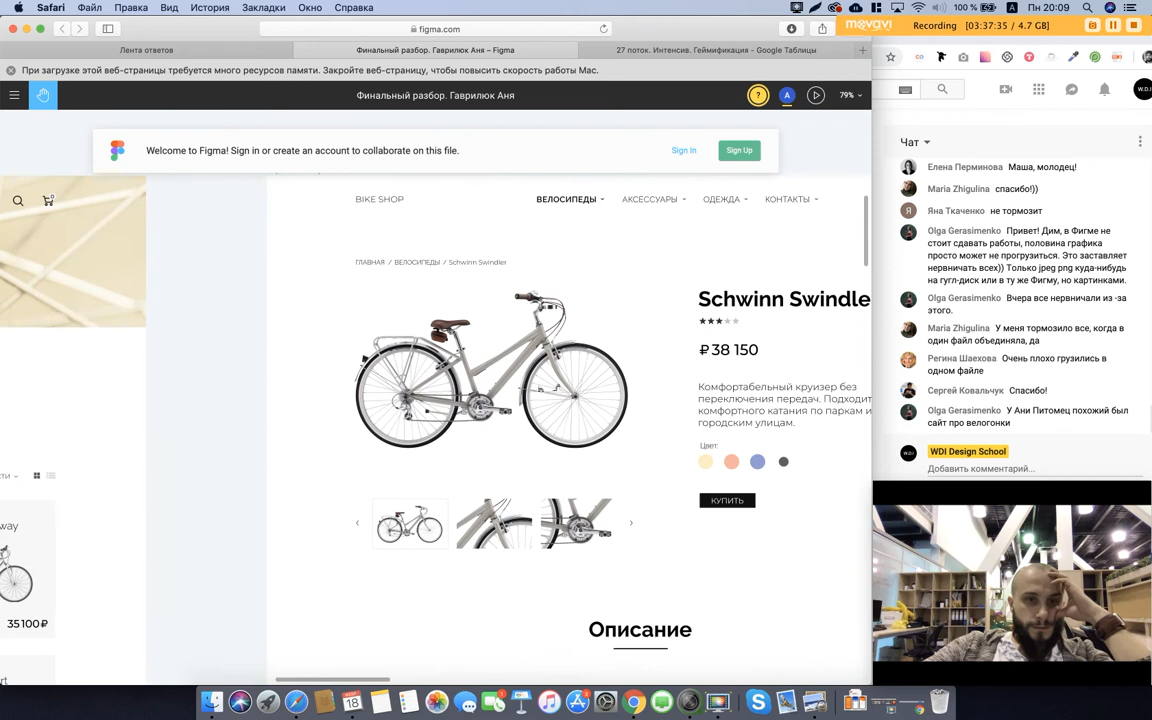 Safari Файл Правка Вид История Закладки Окно Справка
100 % Пн 20:09
movavi Recording [ 03:37:35 / 4.7 GB ]
figma.com
Лента ответов
Финальный разбор. Гаврилюк Аня – Figma
27 поток. Интенсив. Геймификация - Google Таблицы
При загрузке этой веб-страницы требуется много ресурсов памяти. Закройте веб-страницу, чтобы повысить скорость работы Mac.
Финальный разбор. Гаврилюк Аня
? A 79%
Welcome to Figma! Sign in or create an account to collaborate on this file.
Sign In
Sign Up
BIKE SHOP
ВЕЛОСИПЕДЫ АКСЕССУАРЫ ОДЕЖДА КОНТАКТЫ
ГЛАВНАЯ / ВЕЛОСИПЕДЫ / Schwinn Swindler
Schwinn Swindle
₽ 38 150
Комфортабельный круизер без
переключения передач. Подходит
комфортного катания по паркам и
городским улицам.
Цвет:
КУПИТЬ
Описание
сти
way
35 100 ₽
rt
Чат
Елена Перминова Маша, молодец!
Maria Zhigulina спасибо!))
Я Яна Ткаченко не тормозит
Olga Gerasimenko Привет! Дим, в Фигме не
стоит сдавать работы, половина графика
просто может не прогрузиться. Это заставляет
нервничать всех)) Только jpeg png куда-нибудь
на гугл-диск или в ту же Фигму, но картинками.
Olga Gerasimenko Вчера все нервничали из -за
этого.
Maria Zhigulina У меня тормозило все, когда в
один файл объединяла, да
Регина Шаехова Очень плохо грузились в
одном файле
Сергей Ковальчук Спасибо!
Olga Gerasimenko У Ани Питомец похожий был
сайт про велогонки
WDI Design School
Добавить комментарий...